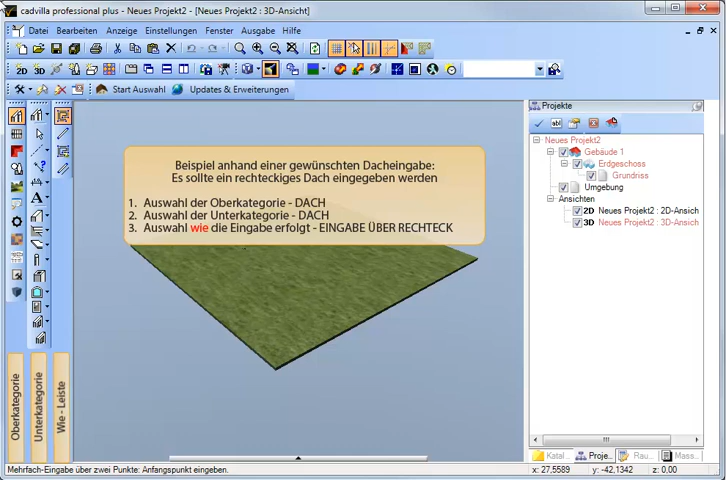 cadvilla professional plus - Neues Projekt2 - [Neues Projekt2 : 3D-Ansicht]
Datei Bearbeiten Anzeige Einstellungen Fenster Ausgabe Hilfe
2D 3D
Start Auswahl Updates & Erweiterungen
Projekte
Neues Projekt2
Gebäude 1
Erdgeschoss
Grundriss
Umgebung
Ansichten
2D Neues Projekt2 : 2D-Ansich
3D Neues Projekt2 : 3D-Ansich
Beispiel anhand einer gewünschten Dacheingabe:
Es sollte ein rechteckiges Dach eingegeben werden
1. Auswahl der Oberkategorie - DACH
2. Auswahl der Unterkategorie - DACH
3. Auswahl wie die Eingabe erfolgt - EINGABE ÜBER RECHTECK
Oberkategorie
Unterkategorie
Wie - Leiste
Katal... Proje... Rau... Mass...
Mehrfach-Eingabe über zwei Punkte: Anfangspunkt eingeben.
x: 27.5589 y: -42,1342 z: 0,00